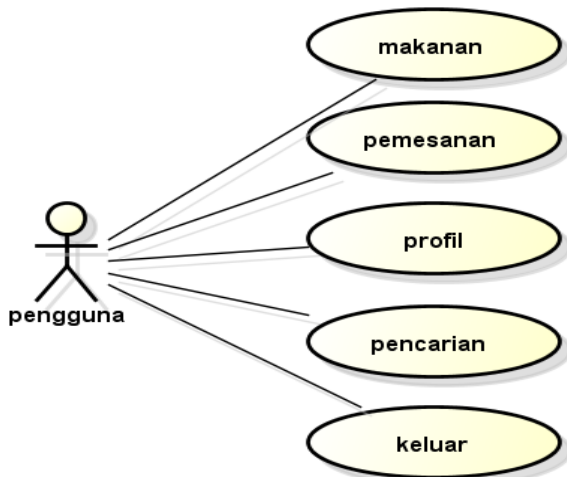 makanan
pemesanan
profil
pengguna
pencarian
keluar